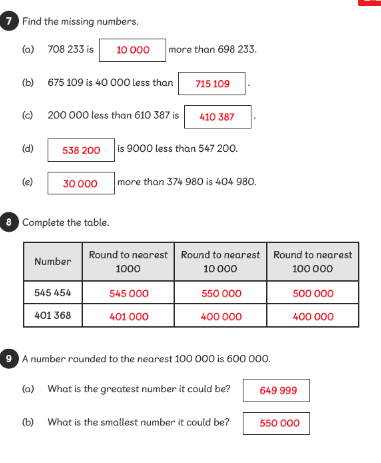 7 Find the missing numbers.
(a) 708 233 is 10 000 more than 698 233.
(b) 675 109 is 40 000 less than 715 109 .
(c) 200 000 less than 610 387 is 410 387 .
(d) 538 200 is 9000 less than 547 200.
(e) 30 000 more than 374 980 is 404 980.
8 Complete the table.
Number Round to nearest 1000 Round to nearest 10 000 Round to nearest 100 000
545 454 545 000 550 000 500 000
401 368 401 000 400 000 400 000
9 A number rounded to the nearest 100 000 is 600 000.
(a) What is the greatest number it could be? 649 999
(b) What is the smallest number it could be? 550 000